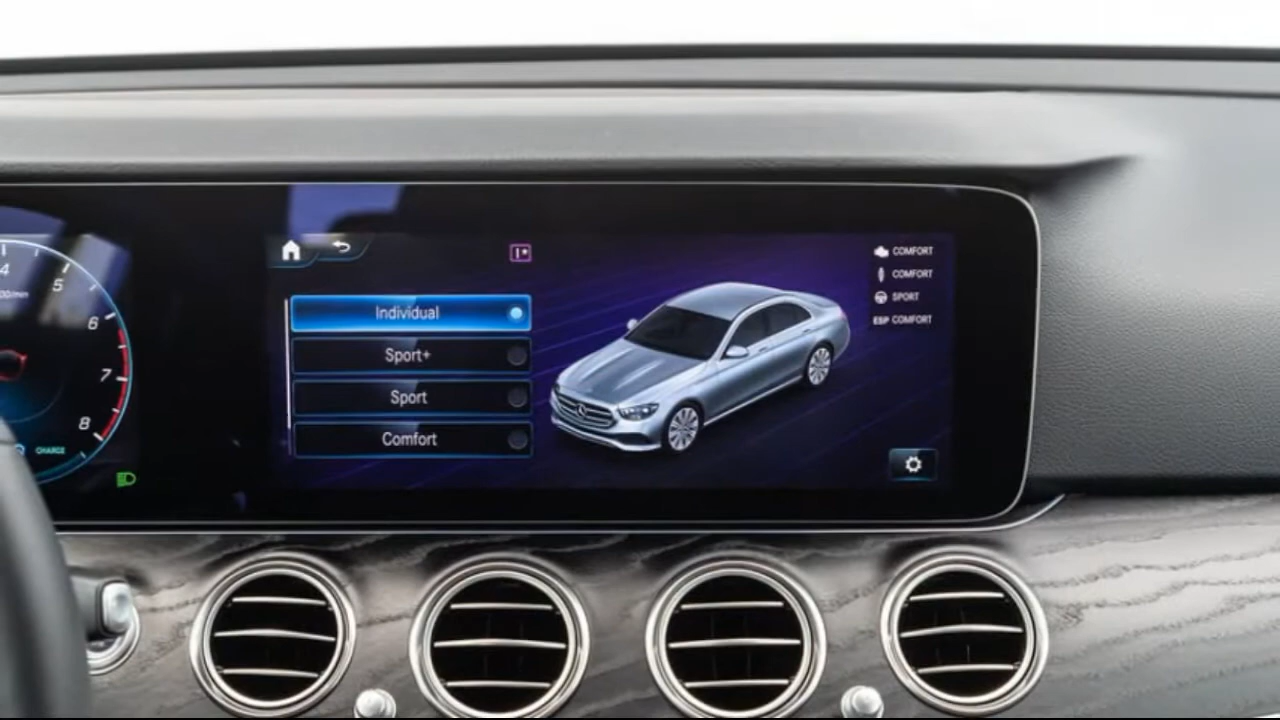 4
5
6
7
8
CHARGE
I*
Individual
Sport+
Sport
Comfort
COMFORT
COMFORT
SPORT
ESP COMFORT